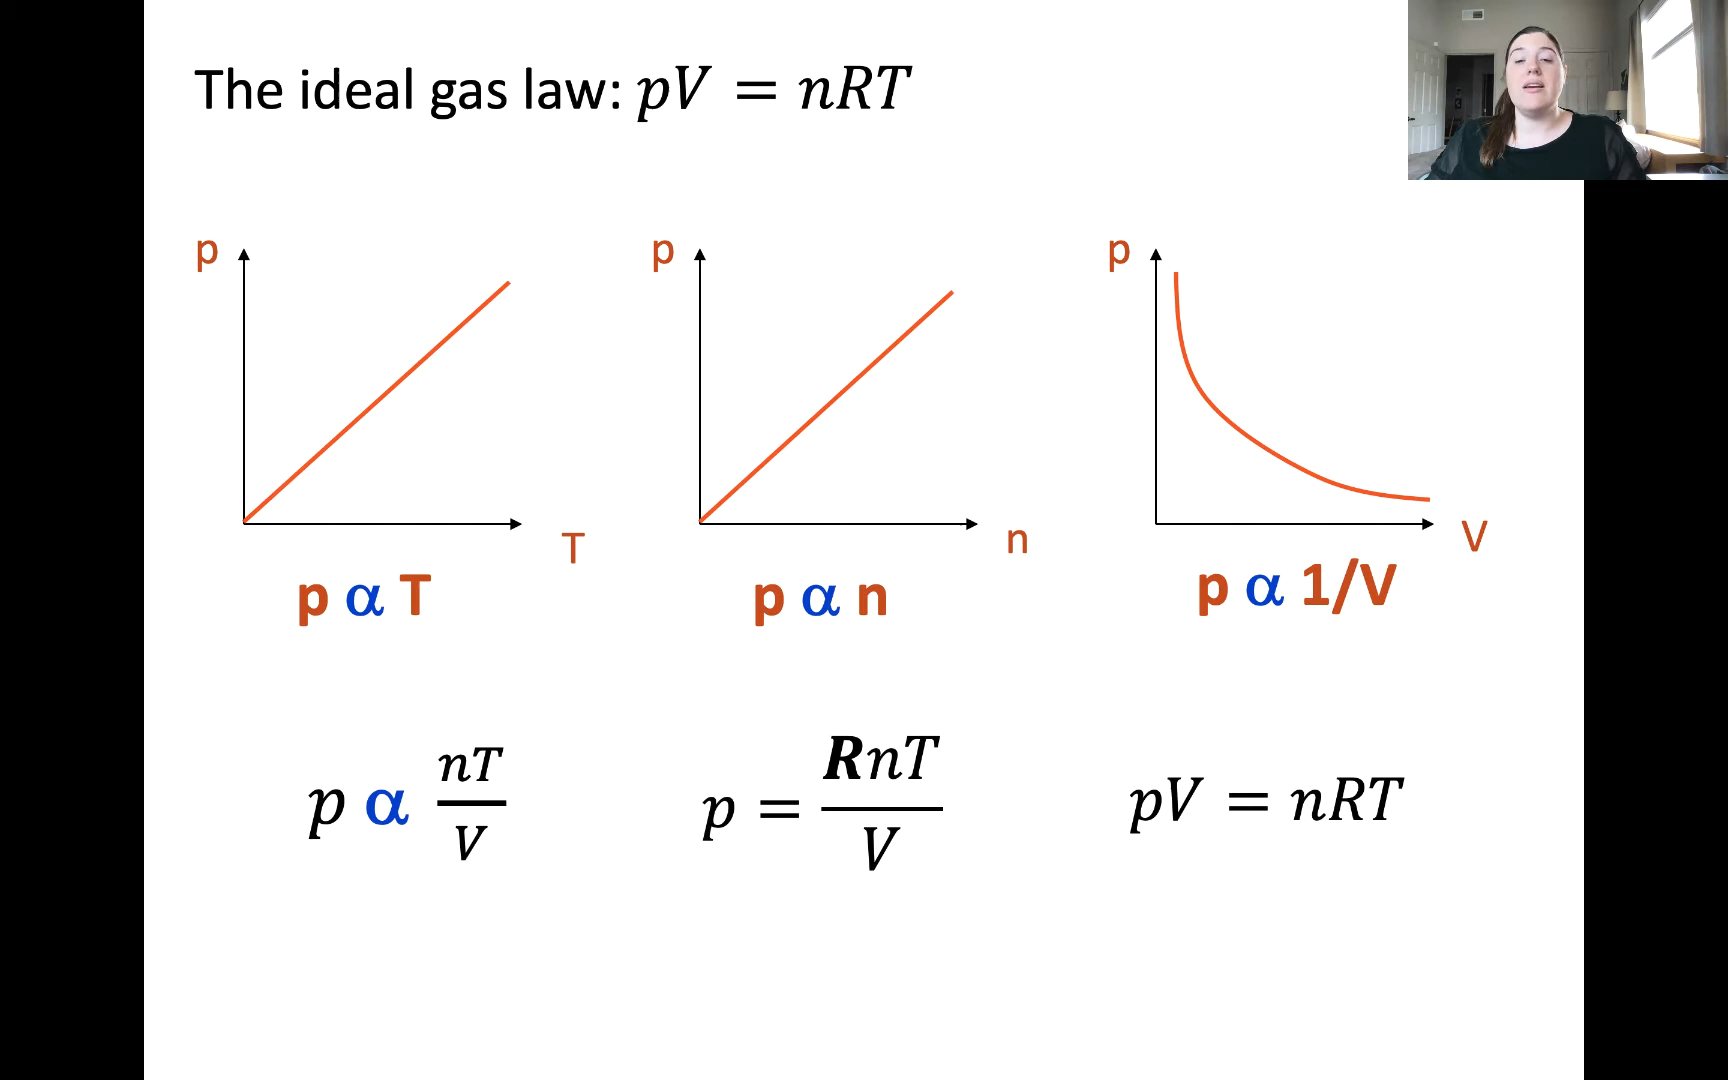 The ideal gas law: pV = nRT
p
T
p α T
p
n
p α n
p
V
p α 1/V
p α nT/V
p = RnT/V
pV = nRT